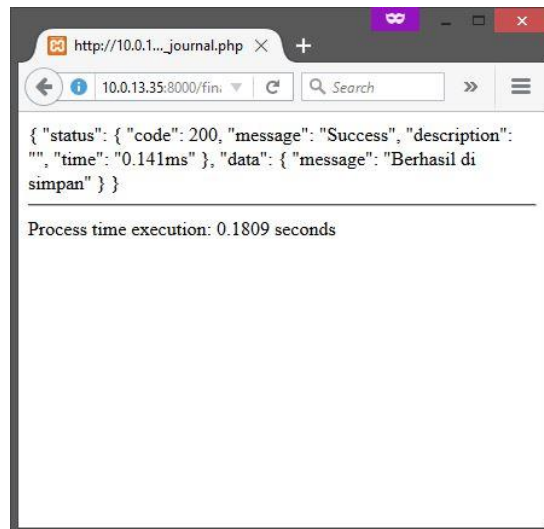 http://10.0.1..._journal.php
10.0.13.35:8000/fin
Search
{ "status": { "code": 200, "message": "Success", "description":
"", "time": "0.141ms" }, "data": { "message": "Berhasil di
simpan" } }
Process time execution: 0.1809 seconds